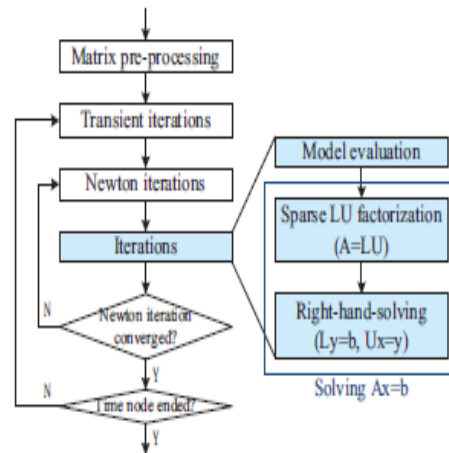 Matrix pre-processing
Transient iterations
Newton iterations
Iterations
Newton iteration
converged?
N
Y
Time node ended?
N
Y
Model evaluation
Sparse LU factorization
(A=LU)
Right-hand-solving
(Ly=b, Ux=y)
Solving Ax=b